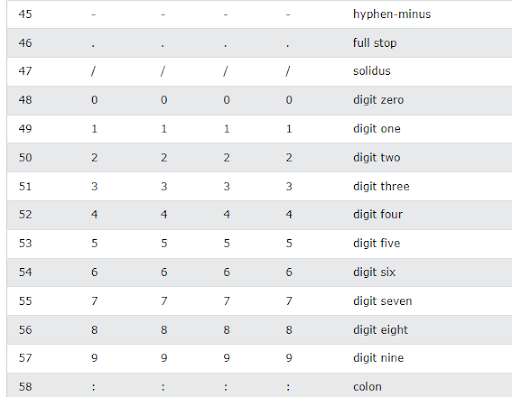 45 - - - - hyphen-minus
46 . . . . full stop
47 / / / / solidus
48 0 0 0 0 digit zero
49 1 1 1 1 digit one
50 2 2 2 2 digit two
51 3 3 3 3 digit three
52 4 4 4 4 digit four
53 5 5 5 5 digit five
54 6 6 6 6 digit six
55 7 7 7 7 digit seven
56 8 8 8 8 digit eight
57 9 9 9 9 digit nine
58 : : : : colon